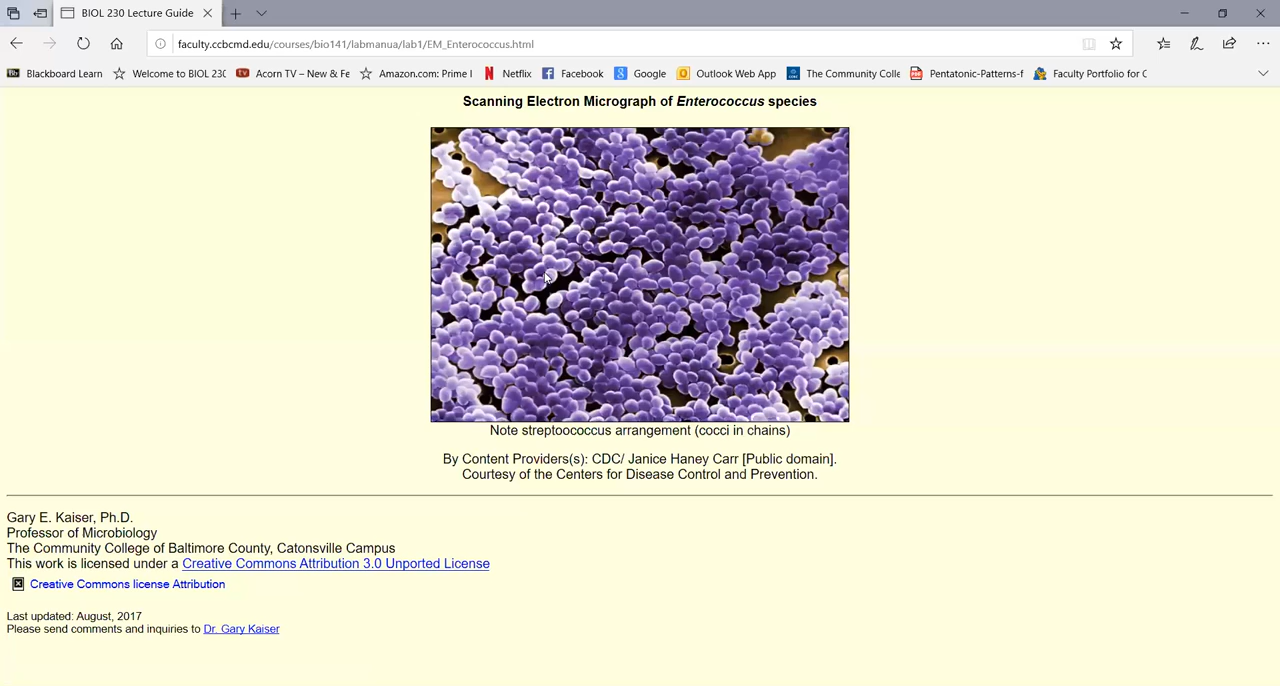 BIOL 230 Lecture Guide
faculty.ccbcmd.edu/courses/bio141/labmanua/lab1/EM_Enterococcus.html
Bb Blackboard Learn Welcome to BIOL 230 Acorn TV – New & Fe Amazon.com: Prime I Netflix Facebook Google Outlook Web App The Community Colle Pentatonic-Patterns-f Faculty Portfolio for C
Scanning Electron Micrograph of Enterococcus species
Note streptoococcus arrangement (cocci in chains)
By Content Providers(s): CDC/ Janice Haney Carr [Public domain].
Courtesy of the Centers for Disease Control and Prevention.
Gary E. Kaiser, Ph.D.
Professor of Microbiology
The Community College of Baltimore County, Catonsville Campus
This work is licensed under a Creative Commons Attribution 3.0 Unported License
Creative Commons license Attribution
Last updated: August, 2017
Please send comments and inquiries to Dr. Gary Kaiser